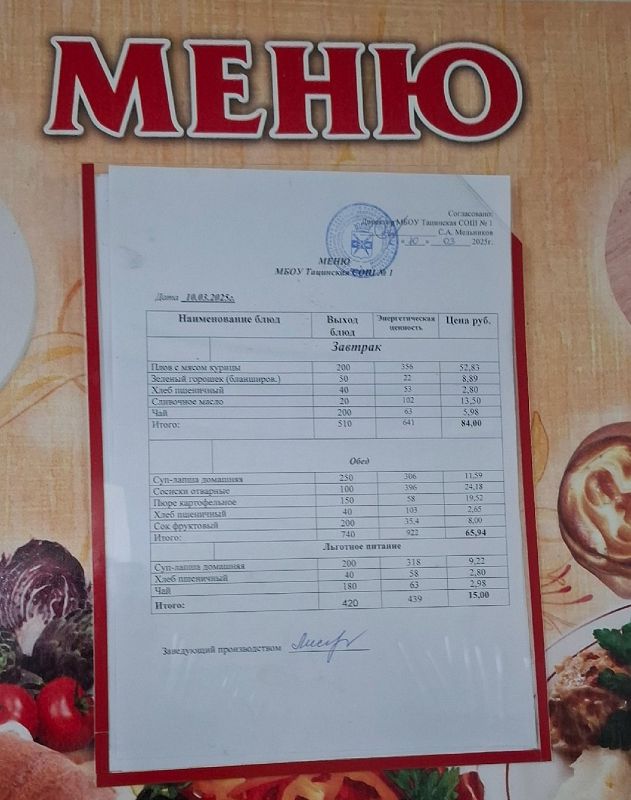 МЕНЮ
Согласовано:
Директор МБОУ Тацинская СОШ № 1
С.А. Мельников
« 10 » 03 2025г.
МЕНЮ
МБОУ Тацинская СОШ № 1
Дата 10.03.2025г.
Наименование блюд Выход блюд Энергетическая ценность Цена руб.
Завтрак
Плов с мясом курицы 200 356 52,83
Зеленый горошек (бланширов.) 50 22 8,89
Хлеб пшеничный 40 53 2,80
Сливочное масло 20 102 13,50
Чай 200 63 5,98
Итого: 510 641 84,00
Обед
Суп-лапша домашняя 250 306 11,59
Сосиски отварные 100 396 24,18
Пюре картофельное 150 58 19,52
Хлеб пшеничный 40 103 2,65
Сок фруктовый 200 35,4 8,00
Итого: 740 922 65,94
Льготное питание
Суп-лапша домашняя 200 318 9,22
Хлеб пшеничный 40 58 2,80
Чай 180 63 2,98
Итого: 420 439 15,00
Заведующий производством